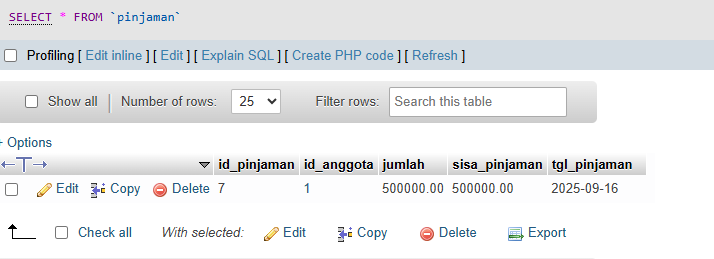 SELECT * FROM `pinjaman`
Profiling [ Edit inline ] [ Edit ] [ Explain SQL ] [ Create PHP code ] [ Refresh ]
Show all | Number of rows: 25 Filter rows: Search this table
+ Options
←T→ id_pinjaman id_anggota jumlah sisa_pinjaman tgl_pinjaman
Edit Copy Delete 7 1 500000.00 500000.00 2025-09-16
Check all With selected: Edit Copy Delete Export